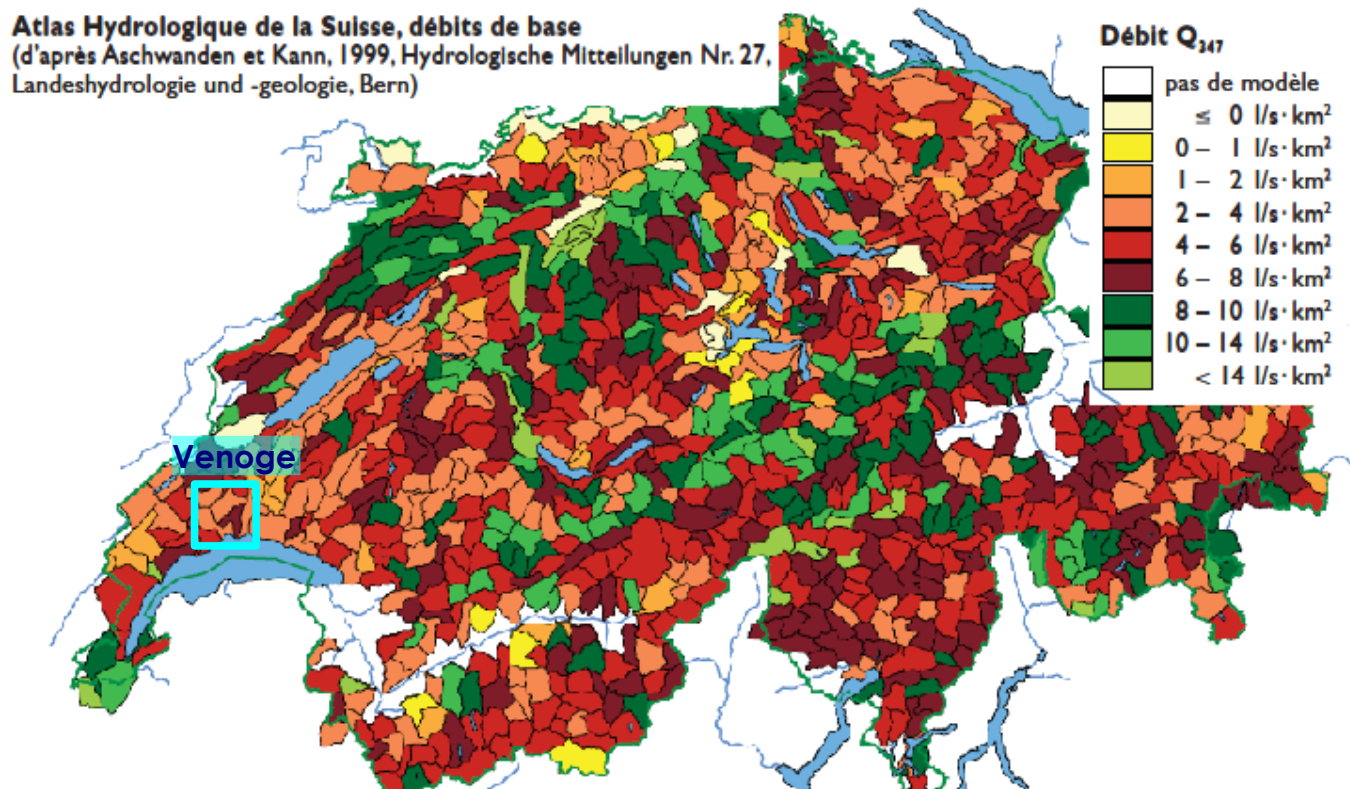 Atlas Hydrologique de la Suisse, débits de base
(d'après Aschwanden et Kann, 1999, Hydrologische Mitteilungen Nr. 27,
Landeshydrologie und -geologie, Bern)
Débit Q₃₄₇
pas de modèle
≤ 0 l/s·km²
0 – 1 l/s·km²
1 – 2 l/s·km²
2 – 4 l/s·km²
4 – 6 l/s·km²
6 – 8 l/s·km²
8 – 10 l/s·km²
10 – 14 l/s·km²
< 14 l/s·km²
Venoge